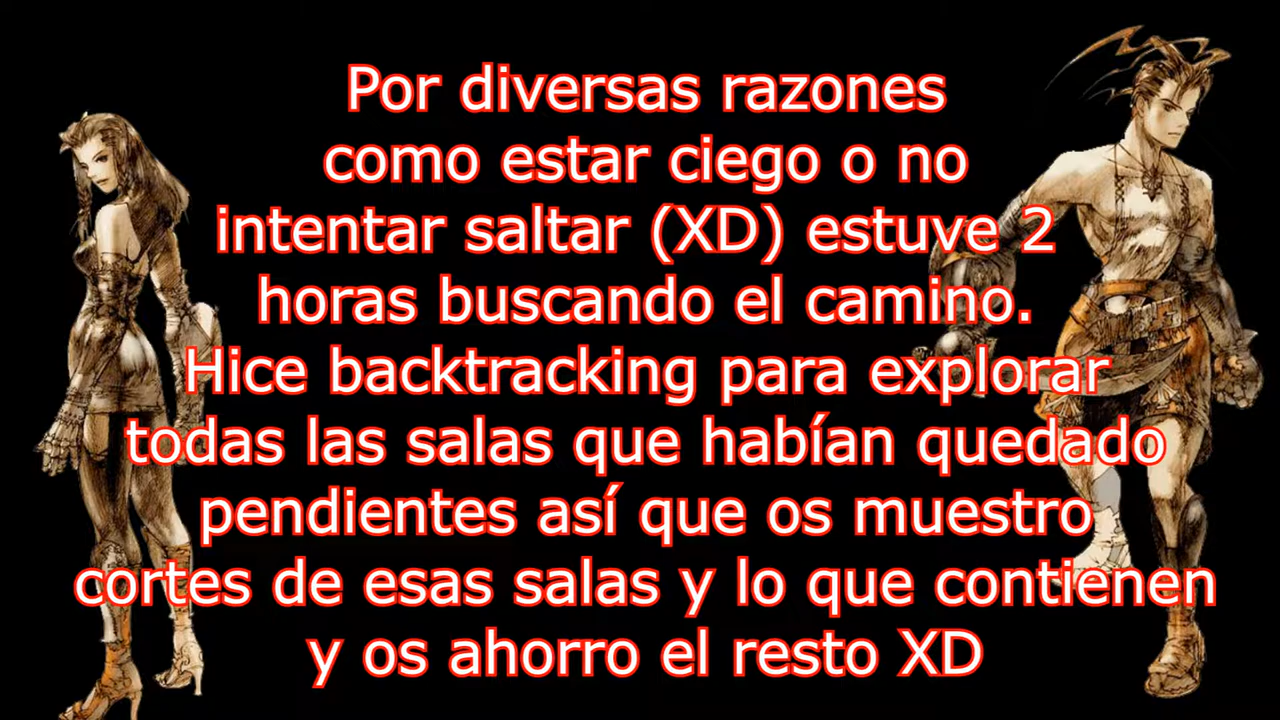 Por diversas razones
como estar ciego o no
intentar saltar (XD) estuve 2
horas buscando el camino.
Hice backtracking para explorar
todas las salas que habían quedado
pendientes así que os muestro
cortes de esas salas y lo que contienen
y os ahorro el resto XD